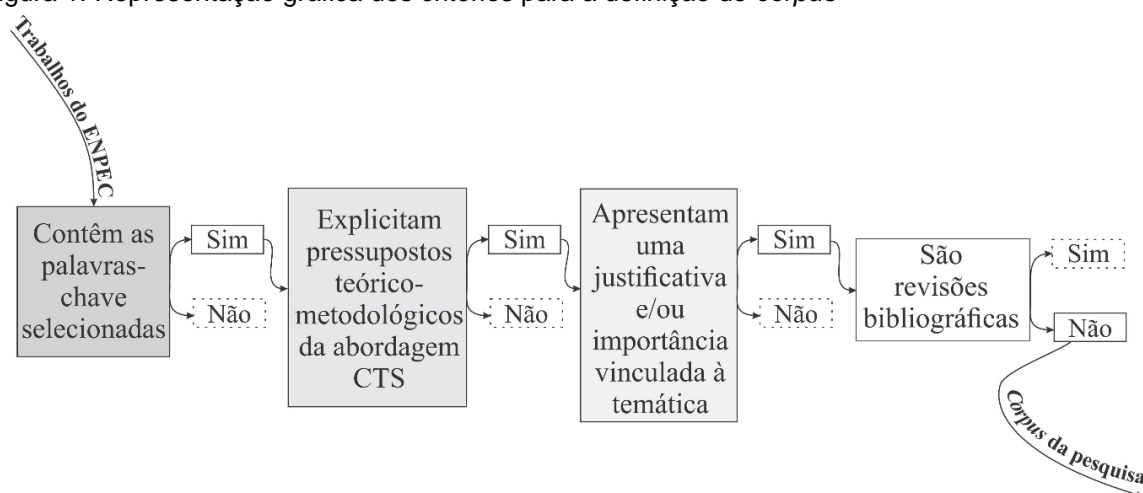 igura 1: Representação gráfica dos critérios para a definição do corpus
Trabalhos do ENPEC
Contêm as
palavras-
chave
selecionadas
Sim
Não
Explicitam
pressupostos
teórico-
metodológicos
da abordagem
CTS
Sim
Não
Apresentam
uma
justificativa
e/ou
importância
vinculada à
temática
Sim
Não
São
revisões
bibliográficas
Sim
Não
Corpus da pesquisa